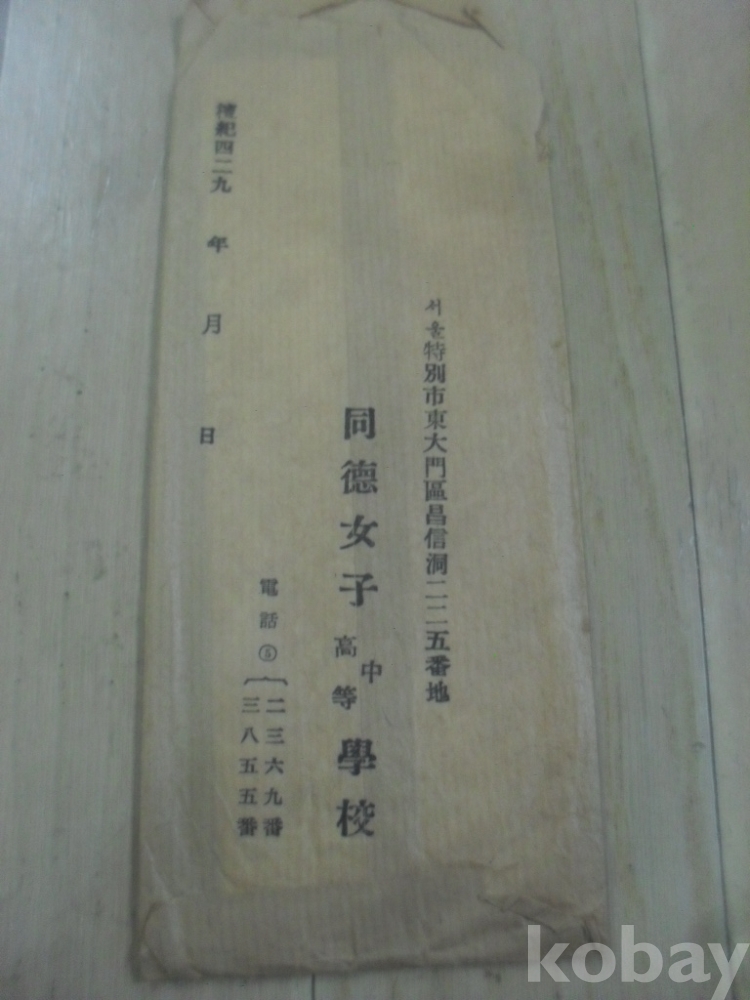 서울特別市東大門區昌信洞二二五番地
同德女子中高等學校
電話⑤{二三六九番
三八五五番
檀紀四二九 年 月 日
kobay